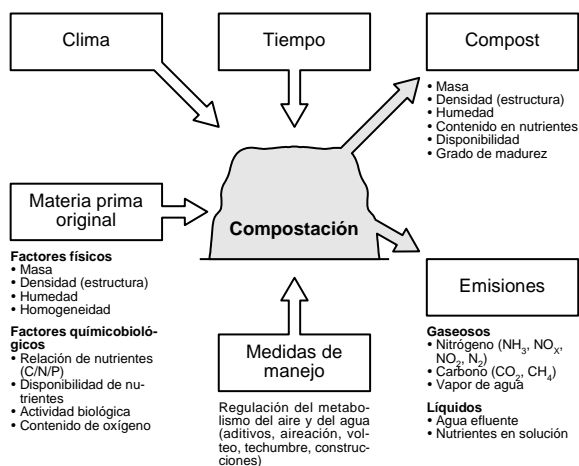 Clima
Tiempo
Compost
• Masa
• Densidad (estructura)
• Humedad
• Contenido en nutrientes
• Disponibilidad
• Grado de madurez
Materia prima
original
Compostación
Factores físicos
• Masa
• Densidad (estructura)
• Humedad
• Homogeneidad
Factores químicobioló-
gicos
• Relación de nutrientes
(C/N/P)
• Disponibilidad de nu-
trientes
• Actividad biológica
• Contenido de oxígeno
Medidas de
manejo
Regulación del metabo-
lismo del aire y del agua
(aditivos, aireación, vol-
teo, techumbre, construc-
ciones)
Emisiones
Gaseosos
• Nitrógeno (NH₃, NOₓ,
NO₂, N₂)
• Carbono (CO₂, CH₄)
• Vapor de agua
Líquidos
• Agua efluente
• Nutrientes en solución